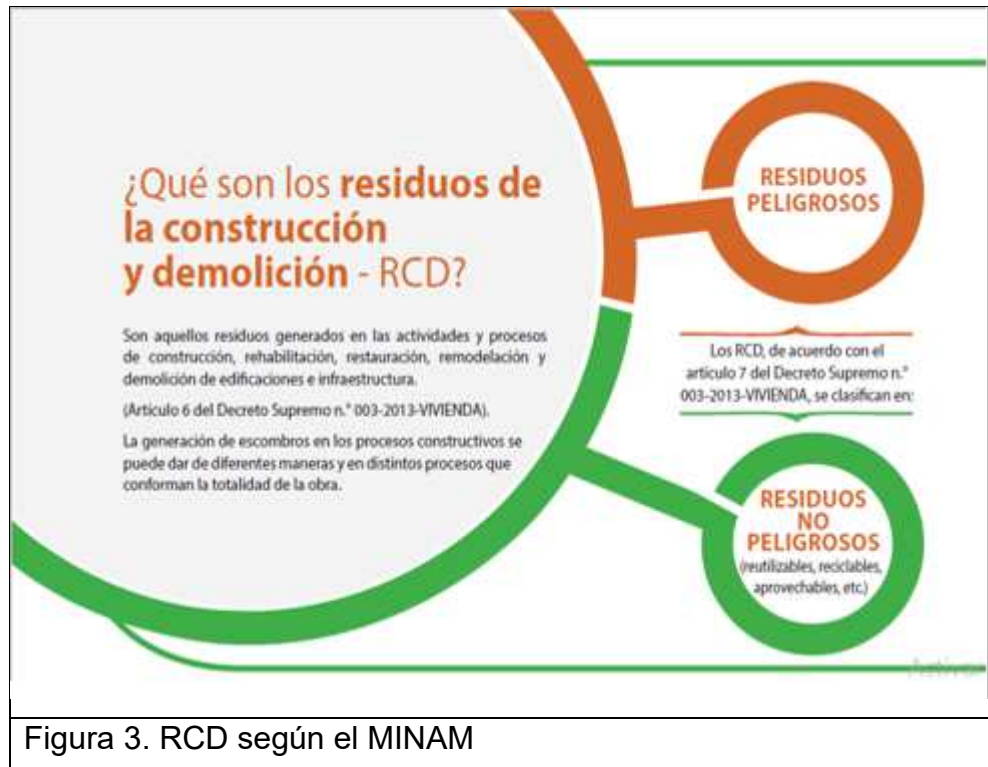 ¿Qué son los residuos de
la construcción
y demolición - RCD?
Son aquellos residuos generados en las actividades y procesos
de construcción, rehabilitación, restauración, remodelación y
demolición de edificaciones e infraestructura.
(Artículo 6 del Decreto Supremo n.° 003-2013-VIVIENDA).
La generación de escombros en los procesos constructivos se
puede dar de diferentes maneras y en distintos procesos que
conforman la totalidad de la obra.
RESIDUOS
PELIGROSOS
Los RCD, de acuerdo con el
artículo 7 del Decreto Supremo n.°
003-2013-VIVIENDA, se clasifican en:
RESIDUOS
NO
PELIGROSOS
(reutilizables, reciclables,
aprovechables, etc.)
Figura 3. RCD según el MINAM